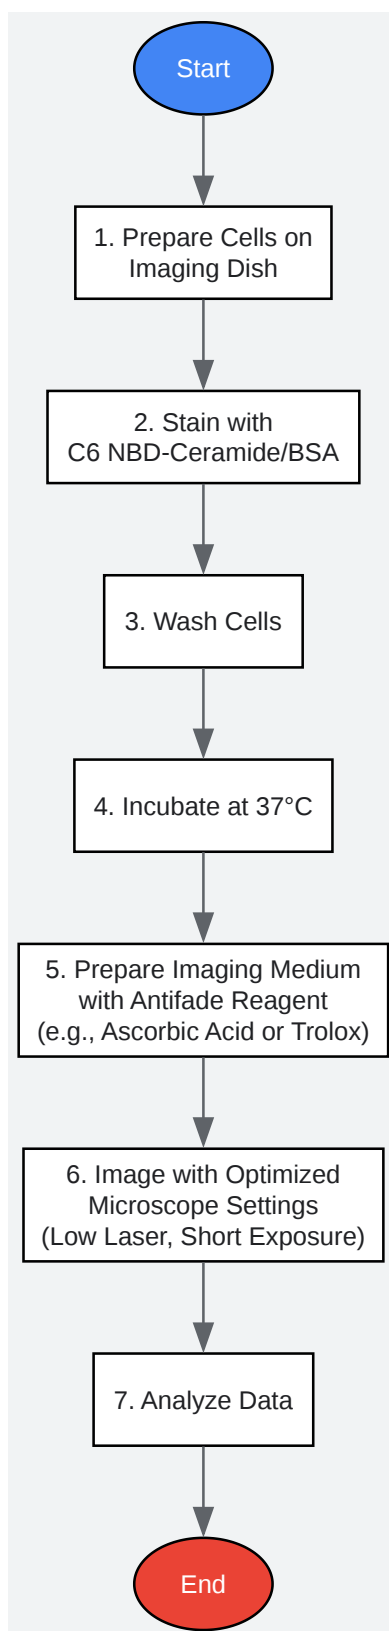 Start
1. Prepare Cells on
Imaging Dish
2. Stain with
C6 NBD-Ceramide/BSA
3. Wash Cells
4. Incubate at 37°C
5. Prepare Imaging Medium
with Antifade Reagent
(e.g., Ascorbic Acid or Trolox)
6. Image with Optimized
Microscope Settings
(Low Laser, Short Exposure)
7. Analyze Data
End